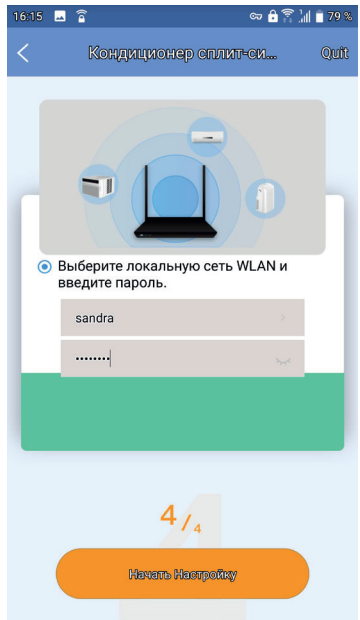 16:15 79 %
Кондиционер сплит-си... Quit
Выберите локальную сеть WLAN и
введите пароль.
sandra
••••••••
4/4
Начать Настройку